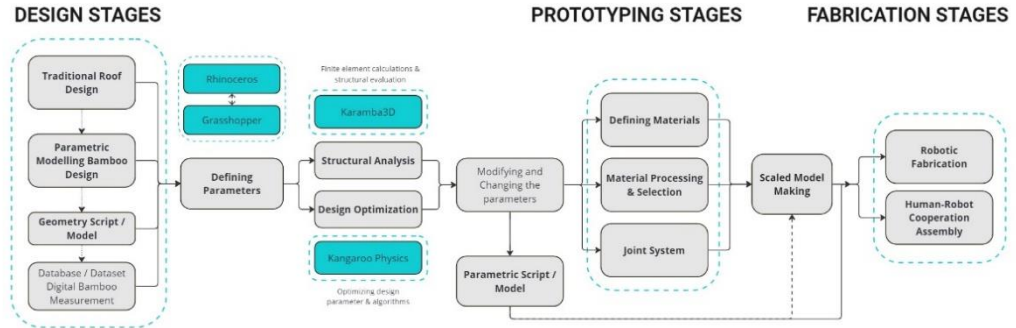 DESIGN STAGES
PROTOTYPING STAGES
FABRICATION STAGES
Traditional Roof
Design
Parametric
Modelling Bamboo
Design
Geometry Script /
Model
Database / Dataset
Digital Bamboo
Measurement
Rhinoceros
Grasshopper
Defining
Parameters
Finite element calculations &
structural evaluation
Karamba3D
Structural Analysis
Design Optimization
Kangaroo Physics
Optimizing design
parameter & algorithms
Modifying and
Changing the
parameters
Parametric Script /
Model
Defining Materials
Material Processing
& Selection
Joint System
Scaled Model
Making
Robotic
Fabrication
Human-Robot
Cooperation
Assembly